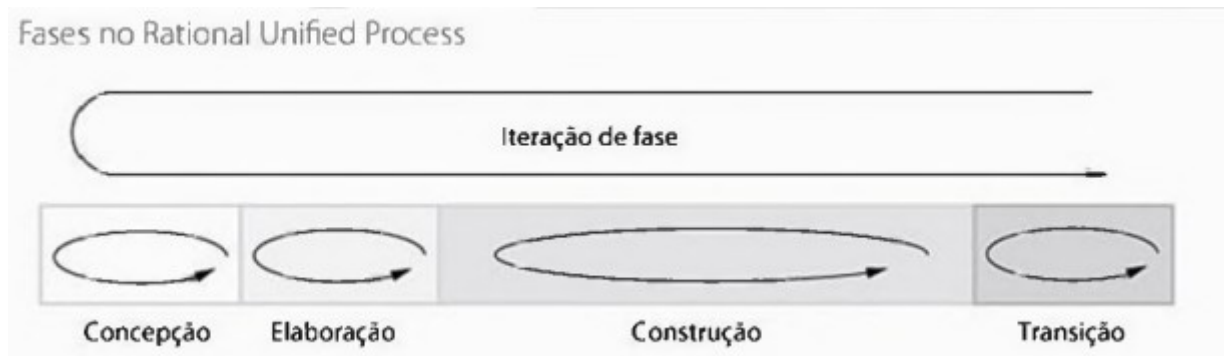 Fases no Rational Unified Process
Iteração de fase
Concepção Elaboração Construção Transição